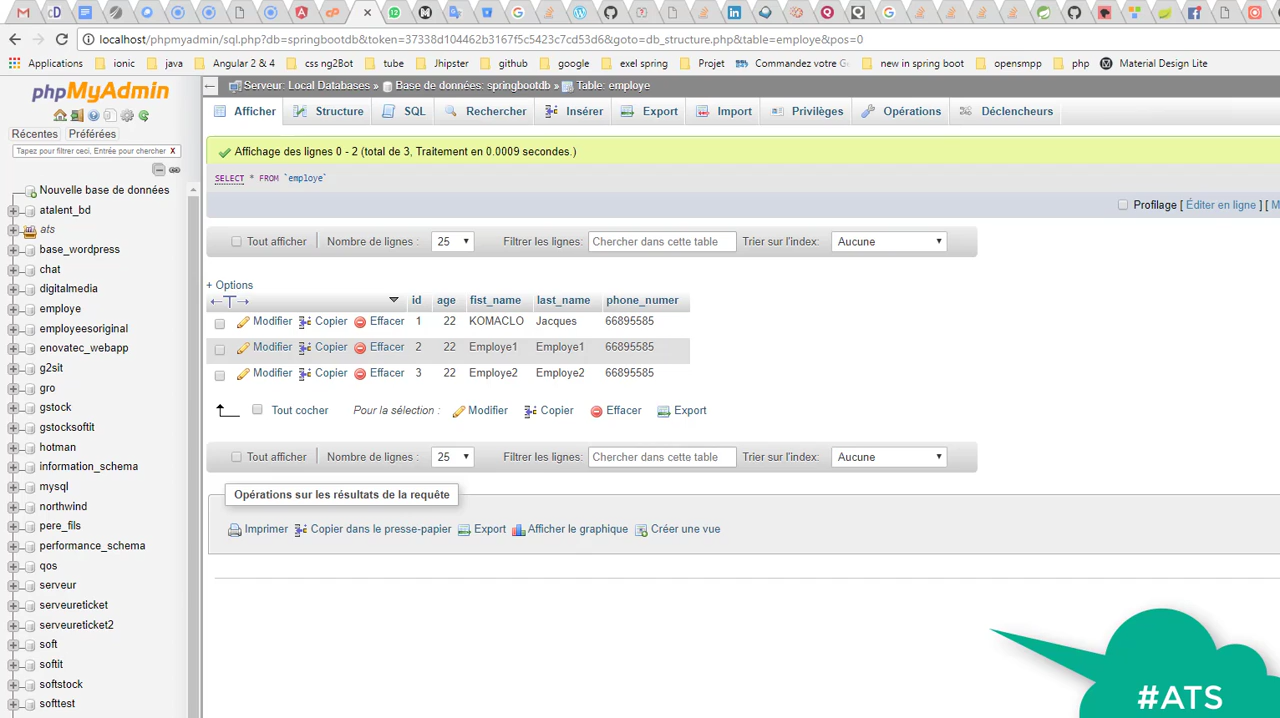 localhost/phpmyadmin/sql.php?db=springbootdb&token=37338d104462b3167f5c5423c7cd53d6&goto=db_structure.php&table=employe&pos=0
Applications ionic java Angular 2 & 4 css ng2Bot tube Jhipster github google exel spring Projet Commandez votre new in spring boot opensmpp php Material Design Lite
phpMyAdmin
Récentes Préférées
Tapez pour filtrer ceci, Entrée pour chercher X
Nouvelle base de données
atalent_bd
ats
base_wordpress
chat
digitalmedia
employe
employeesoriginal
enovatec_webapp
g2sit
gro
gstock
gstocksoftit
hotman
information_schema
mysql
northwind
pere_fils
performance_schema
qos
serveur
serveureticket
serveureticket2
soft
softit
softstock
softtest
Serveur: Local Databases » Base de données: springbootdb » Table: employe
Afficher Structure SQL Rechercher Insérer Export Import Privilèges Opérations Déclencheurs
Affichage des lignes 0 - 2 (total de 3, Traitement en 0.0009 secondes.)
SELECT * FROM `employe`
Profilage [ Éditer en ligne ] [ M
Tout afficher Nombre de lignes: 25 Filtrer les lignes: Chercher dans cette table Trier sur l'index: Aucune
+ Options
id age fist_name last_name phone_numer
Modifier Copier Effacer 1 22 KOMACLO Jacques 66895585
Modifier Copier Effacer 2 22 Employe1 Employe1 66895585
Modifier Copier Effacer 3 22 Employe2 Employe2 66895585
Tout cocher Pour la sélection : Modifier Copier Effacer Export
Tout afficher Nombre de lignes: 25 Filtrer les lignes: Chercher dans cette table Trier sur l'index: Aucune
Opérations sur les résultats de la requête
Imprimer Copier dans le presse-papier Export Afficher le graphique Créer une vue
#ATS